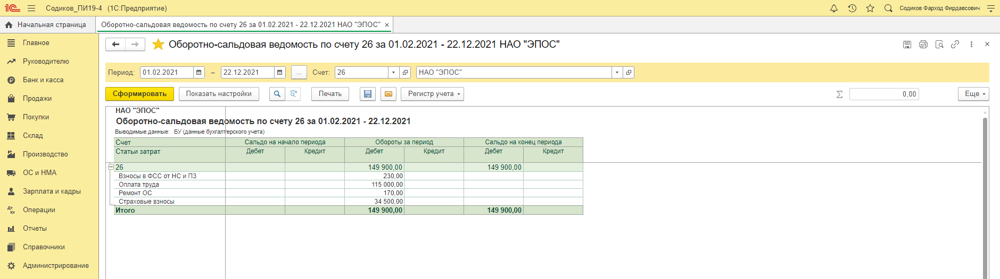 1С Содиков_ПИ19-4 (1С:Предприятие) Содиков Фарход Фирдавсович
Начальная страница Оборотно-сальдовая ведомость по счету 26 за 01.02.2021 - 22.12.2021 НАО "ЭПОС" ×
Главное
Руководителю
Банк и касса
Продажи
Покупки
Склад
Производство
ОС и НМА
Зарплата и кадры
Дт Кт Операции
Отчеты
Справочники
Администрирование
Оборотно-сальдовая ведомость по счету 26 за 01.02.2021 - 22.12.2021 НАО "ЭПОС"
Период: 01.02.2021 – 22.12.2021 ... Счет: 26 НАО "ЭПОС"
Сформировать Показать настройки Печать Регистр учета Σ 0,00 Еще
НАО "ЭПОС"
Оборотно-сальдовая ведомость по счету 26 за 01.02.2021 - 22.12.2021
Выводимые данные: БУ (данные бухгалтерского учета)
Счет Сальдо на начало периода Обороты за период Сальдо на конец периода
Статьи затрат Дебет Кредит Дебет Кредит Дебет Кредит
26 149 900,00 149 900,00
Взносы в ФСС от НС и ПЗ 230,00
Оплата труда 115 000,00
Ремонт ОС 170,00
Страховые взносы 34 500,00
Итого 149 900,00 149 900,00